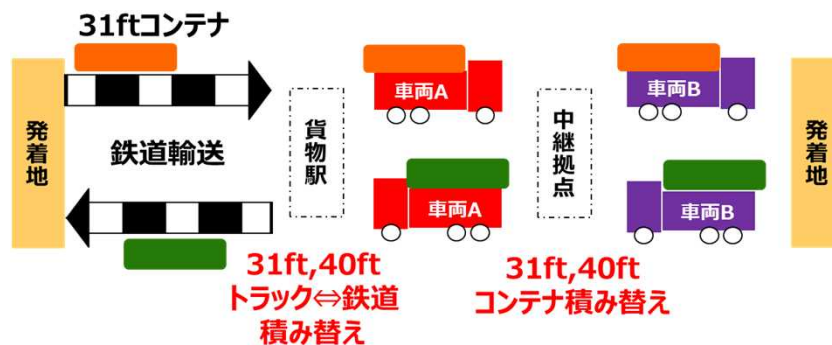 31ftコンテナ
発着地
鉄道輸送
貨物駅
車両A
車両A
中継拠点
車両B
車両B
発着地
31ft,40ft
トラック⇔鉄道
積み替え
31ft,40ft
コンテナ積み替え